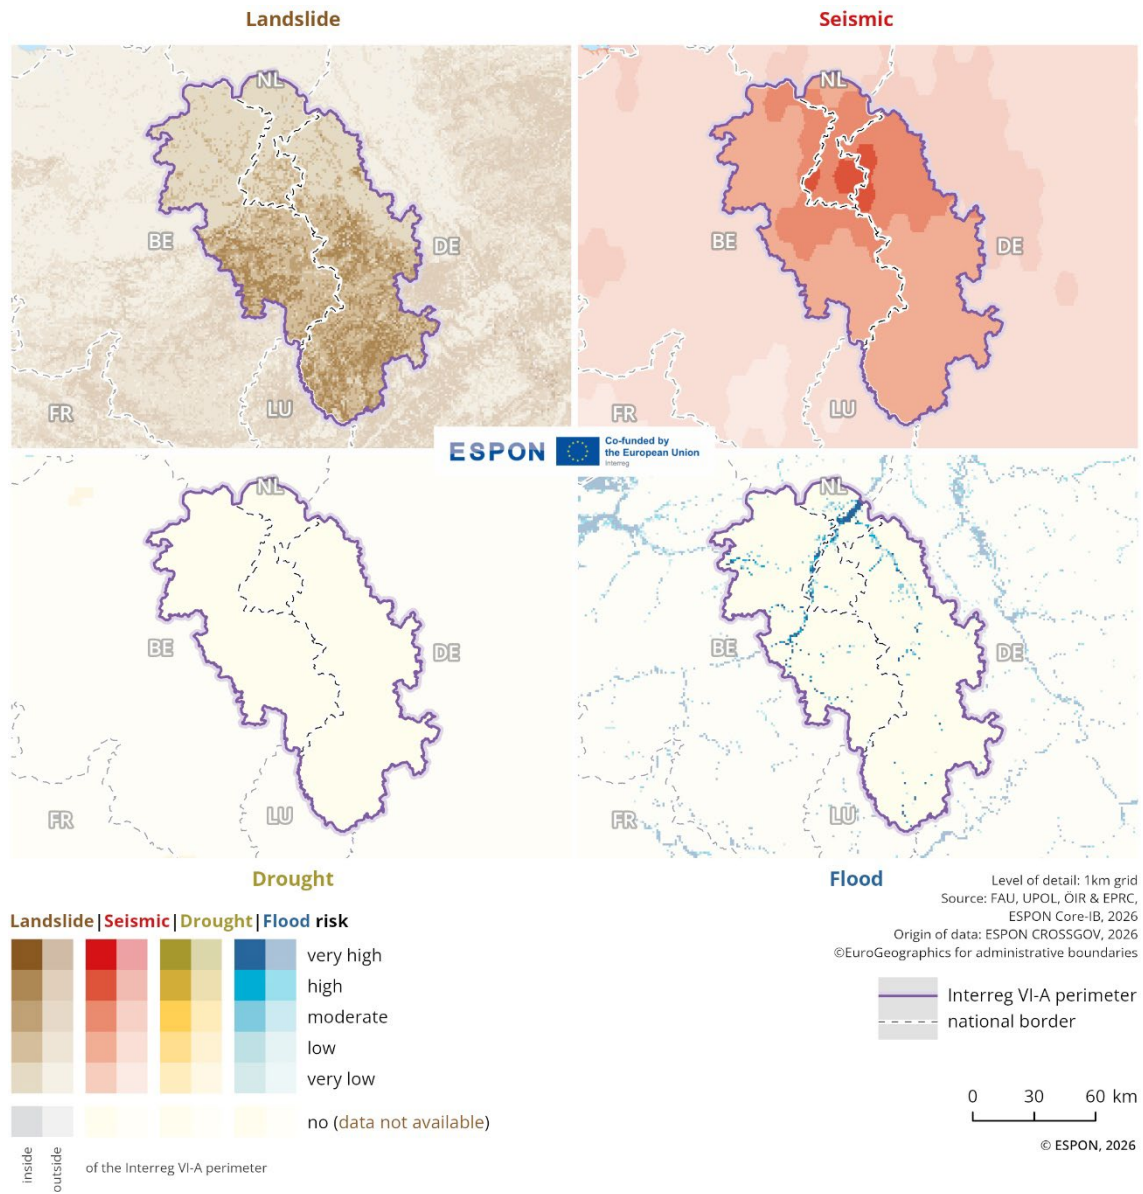 Landslide
Seismic
NL
BE
DE
FR
LU
NL
BE
DE
FR
LU
ESPON
Co-funded by
the European Union
Interreg
NL
BE
DE
FR
LU
NL
BE
DE
FR
LU
Drought
Flood
Level of detail: 1km grid
Source: FAU, UPOL, ÖIR & EPRC,
ESPON Core-IB, 2026
Origin of data: ESPON CROSSGOV, 2026
©EuroGeographics for administrative boundaries
Landslide|Seismic|Drought|Flood risk
very high
high
moderate
low
very low
no (data not available)
inside
outside
of the Interreg VI-A perimeter
Interreg VI-A perimeter
national border
0 30 60 km
© ESPON, 2026